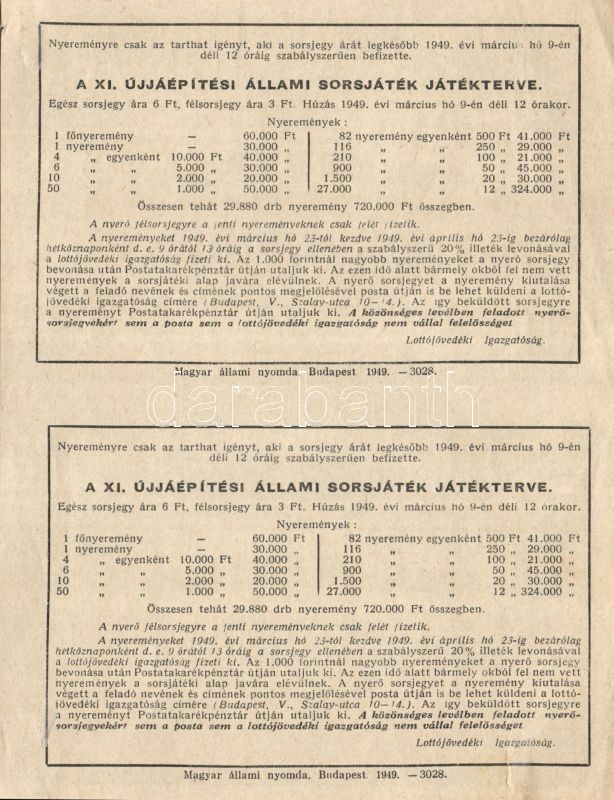 Nyereményre csak az tarthat igényt, aki a sorsjegy árát legkésőbb 1949. évi március hó 9-én
déli 12 óráig szabályszerűen befizette.
A XI. ÚJJÁÉPÍTÉSI ÁLLAMI SORSJÁTÉK JÁTÉKTERVE.
Egész sorsjegy ára 6 Ft, félsorsjegy ára 3 Ft. Húzás 1949. évi március hó 9-én déli 12 órakor.
Nyeremények :
1 főnyeremény — 60.000 Ft 82 nyeremény egyenként 500 Ft 41.000 Ft
1 nyeremény — 30.000 „ 116 „ „ 250 „ 29.000 „
4 „ egyenként 10.000 Ft 40.000 „ 210 „ „ 100 „ 21.000 „
6 „ „ 5.000 „ 30.000 „ 900 „ „ 50 „ 45.000 „
10 „ „ 2.000 „ 20.000 „ 1.500 „ „ 20 „ 30.000 „
50 „ „ 1.000 „ 50.000 „ 27.000 „ „ 12 „ 324.000 „
Összesen tehát 29.880 drb nyeremény 720.000 Ft összegben.
A nyerő félsorsjegyre a fenti nyereményeknek csak felét fizetik.
A nyereményeket 1949. évi március hó 23-tól kezdve 1949. évi április hó 23-ig bezárólag
hétköznaponként d. e. 9 órától 13 óráig a sorsjegy ellenében a szabályszerű 20% illeték levonásával
a lottójövedéki igazgatóság fizeti ki. Az 1.000 forintnál nagyobb nyereményeket a nyerő sorsjegy
bevonása után Postatakarékpénztár útján utaljuk ki. Az ezen idő alatt bármely okból fel nem vett
nyeremények a sorsjátéki alap javára elévülnek. A nyerő sorsjegyet a nyeremény kiutalása
végett a feladó nevének és címének pontos megjelölésével posta útján is be lehet küldeni a lottó-
jövedéki igazgatóság címére (Budapest, V., Szalay-utca 10—14.). Az így beküldött sorsjegyre
a nyereményt Postatakarékpénztár útján utaljuk ki. A közönséges levélben feladott nyerő-
sorsjegyekért sem a posta sem a lottójövedéki igazgatóság nem vállal felelősséget
Lottójövedéki Igazgatóság.
Magyar állami nyomda. Budapest 1949. —3028.
darabanth
Nyereményre csak az tarthat igényt, aki a sorsjegy árát legkésőbb 1949. évi március hó 9-én
déli 12 óráig szabályszerűen befizette.
A XI. ÚJJÁÉPÍTÉSI ÁLLAMI SORSJÁTÉK JÁTÉKTERVE.
Egész sorsjegy ára 6 Ft, félsorsjegy ára 3 Ft. Húzás 1949. évi március hó 9-én déli 12 órakor.
Nyeremények :
1 főnyeremény — 60.000 Ft 82 nyeremény egyenként 500 Ft 41.000 Ft
1 nyeremény — 30.000 „ 116 „ „ 250 „ 29.000 „
4 „ egyenként 10.000 Ft 40.000 „ 210 „ „ 100 „ 21.000 „
6 „ „ 5.000 „ 30.000 „ 900 „ „ 50 „ 45.000 „
10 „ „ 2.000 „ 20.000 „ 1.500 „ „ 20 „ 30.000 „
50 „ „ 1.000 „ 50.000 „ 27.000 „ „ 12 „ 324.000 „
Összesen tehát 29.880 drb nyeremény 720.000 Ft összegben.
A nyerő félsorsjegyre a fenti nyereményeknek csak felét fizetik.
A nyereményeket 1949. évi március hó 23-tól kezdve 1949. évi április hó 23-ig bezárólag
hétköznaponként d. e. 9 órától 13 óráig a sorsjegy ellenében a szabályszerű 20% illeték levonásával
a lottójövedéki igazgatóság fizeti ki. Az 1.000 forintnál nagyobb nyereményeket a nyerő sorsjegy
bevonása után Postatakarékpénztár útján utaljuk ki. Az ezen idő alatt bármely okból fel nem vett
nyeremények a sorsjátéki alap javára elévülnek. A nyerő sorsjegyet a nyeremény kiutalása
végett a feladó nevének és címének pontos megjelölésével posta útján is be lehet küldeni a lottó-
jövedéki igazgatóság címére (Budapest, V., Szalay-utca 10—14.). Az így beküldött sorsjegyre
a nyereményt Postatakarékpénztár útján utaljuk ki. A közönséges levélben feladott nyerő-
sorsjegyekért sem a posta sem a lottójövedéki igazgatóság nem vállal felelősséget
Lottójövedéki Igazgatóság.
Magyar állami nyomda. Budapest 1949. —3028.